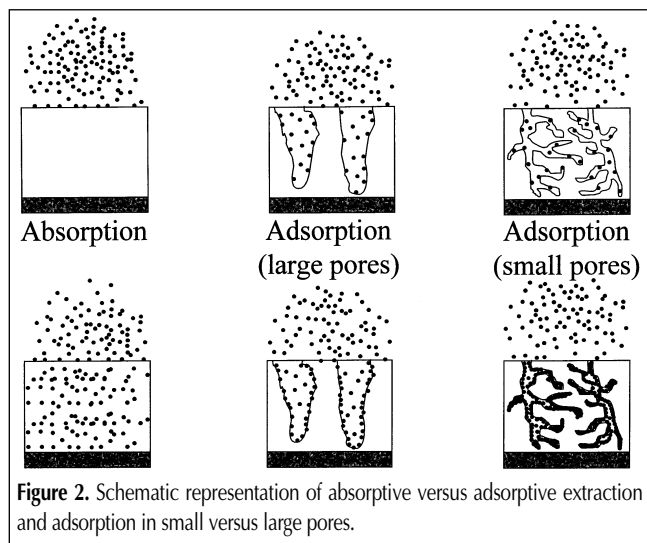 Absorption
Adsorption
(large pores)
Adsorption
(small pores)
Figure 2. Schematic representation of absorptive versus adsorptive extraction
and adsorption in small versus large pores.